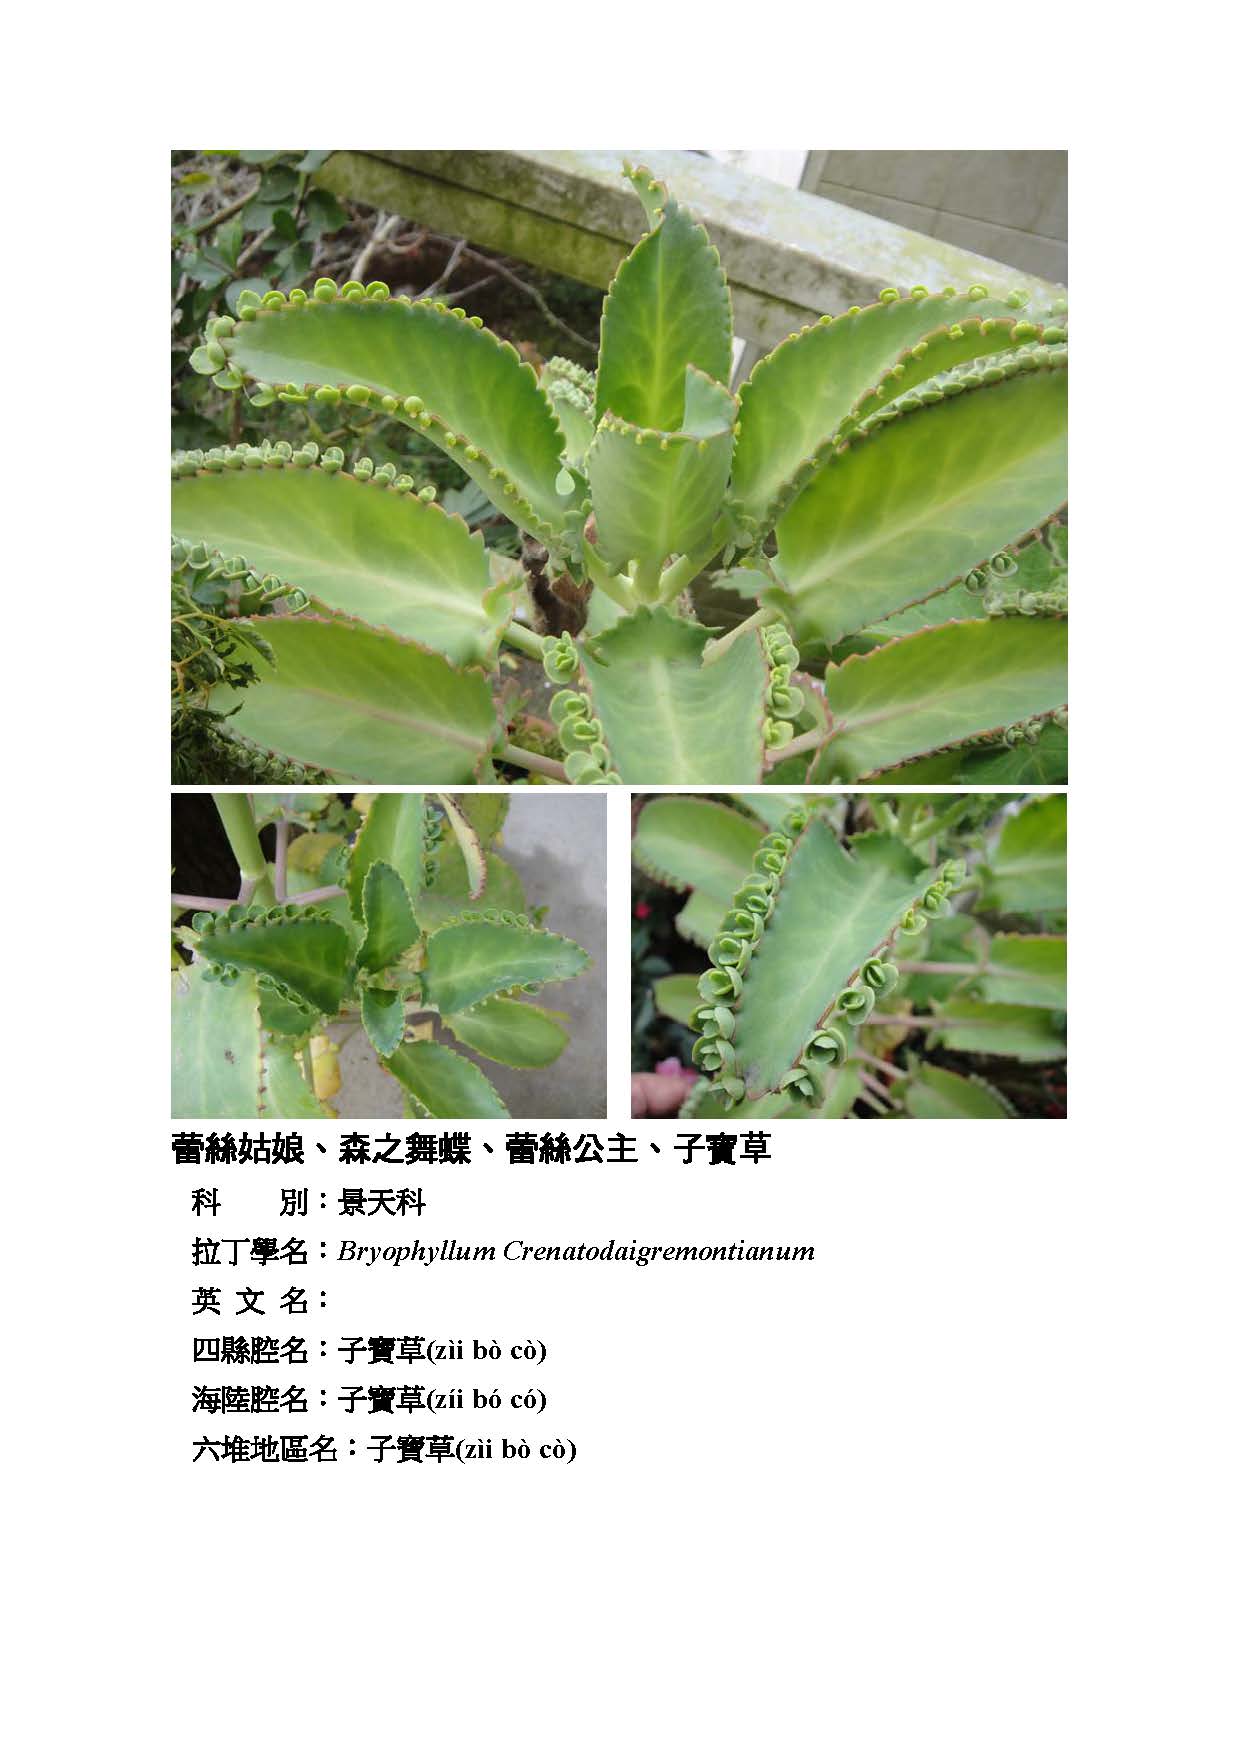 蕾絲姑娘、森之舞蝶、蕾絲公主、子寶草
科　　別：景天科
拉丁學名：Bryophyllum Crenatodaigremontianum
英 文 名：
四縣腔名：子寶草(zìi bò cò)
海陸腔名：子寶草(zíi bó có)
六堆地區名：子寶草(zìi bò cò)